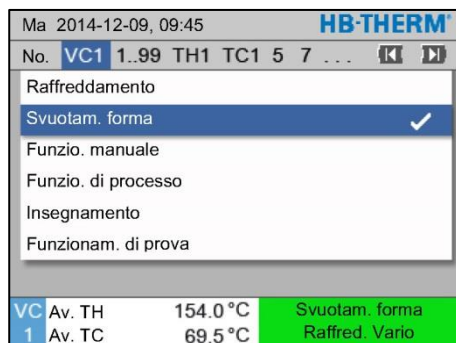 Ma 2014-12-09, 09:45 HB-THERM®
No. VC1 1..99 TH1 TC1 5 7 ...
Raffreddamento
Svuotam. forma
Funzio. manuale
Funzio. di processo
Insegnamento
Funzionam. di prova
VC Av. TH 154.0 °C Svuotam. forma
1 Av. TC 69.5 °C Raffred. Vario